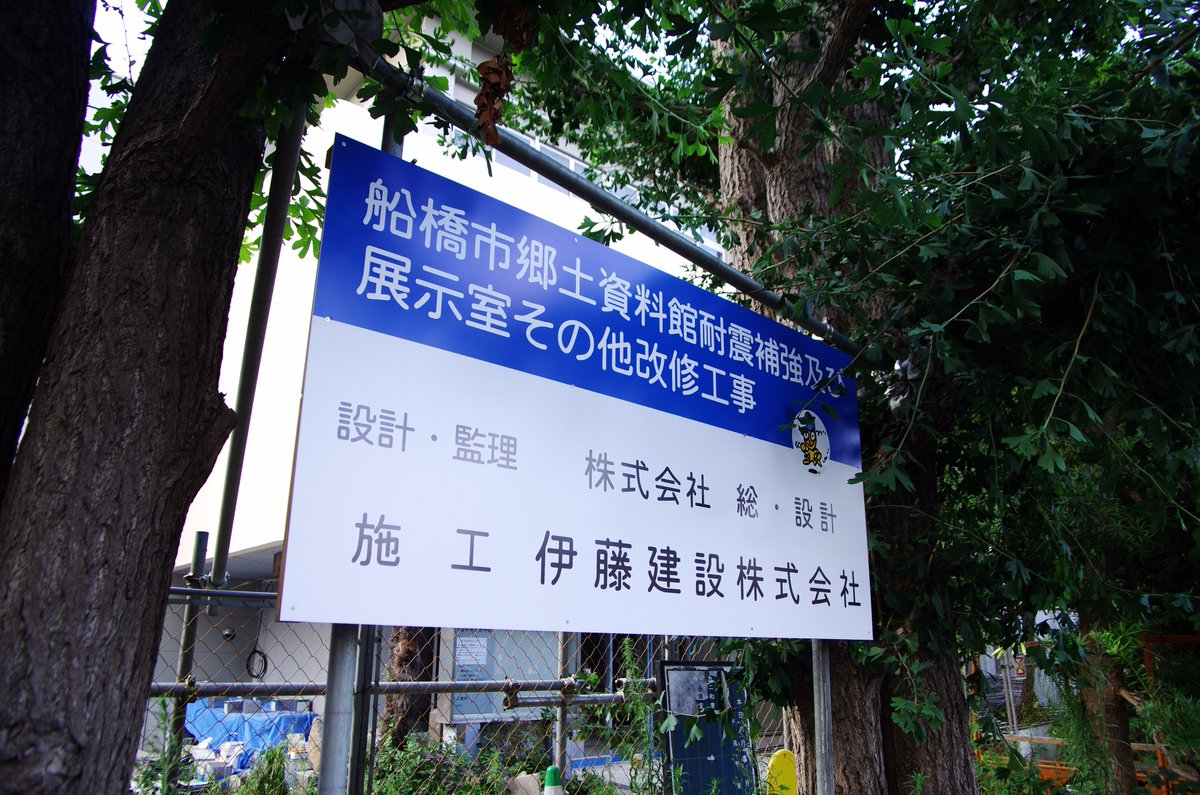 船橋市郷土資料館耐震補強及び
展示室その他改修工事
設計・監理　株式会社 総・設計
施　工　伊藤建設株式会社